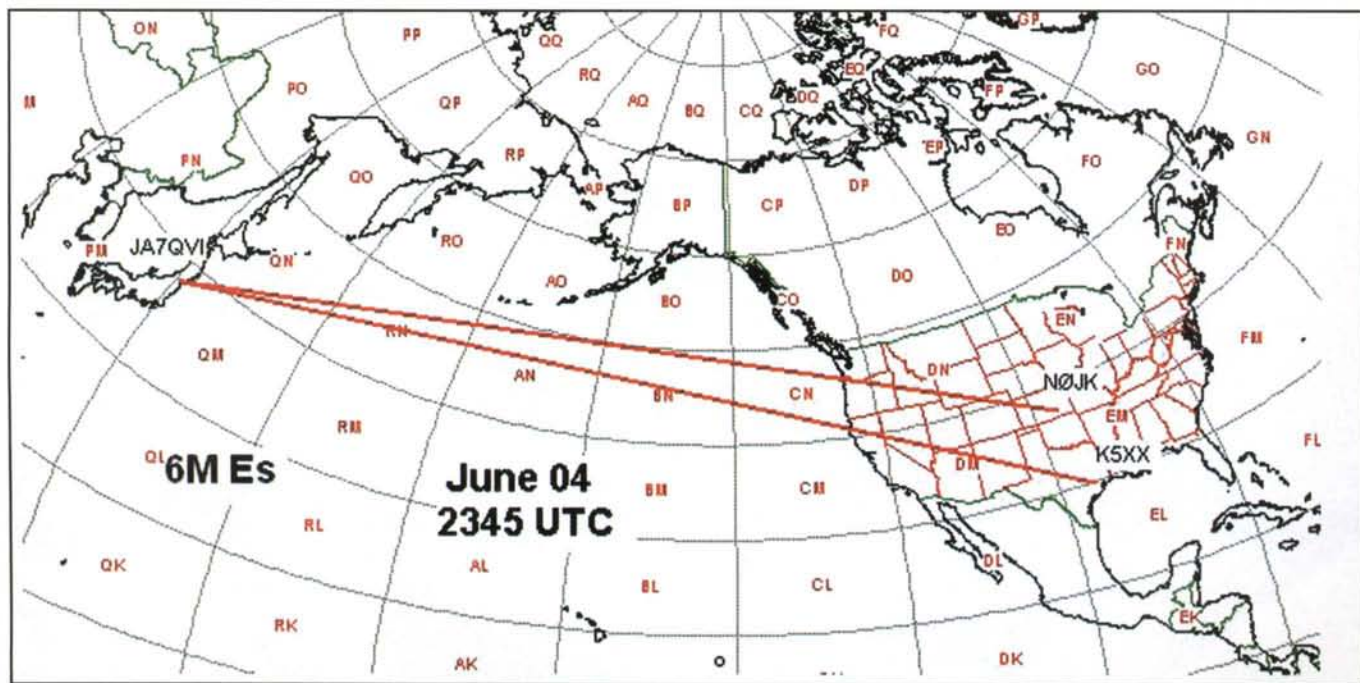 GP
FQ
ON
PP
QQ
RQ
EQ
GO
PO
QP
AQ
BQ
CQ
DQ
FP
M
GN
PN
RP
EP
FO
QO
AP
BP
CP
DP
PM
JA7QVI
QN
RO
EO
FN
AO
BO
CO
DO
RN
EN
FM
QM
AN
BN
CN
DN
NØJK
EM
RM
FL
QL
6M Es
June 04
2345 UTC
BM
CM
DM
K5XX
RL
EL
QK
AL
BL
CL
DL
RK
EK
AK
DK